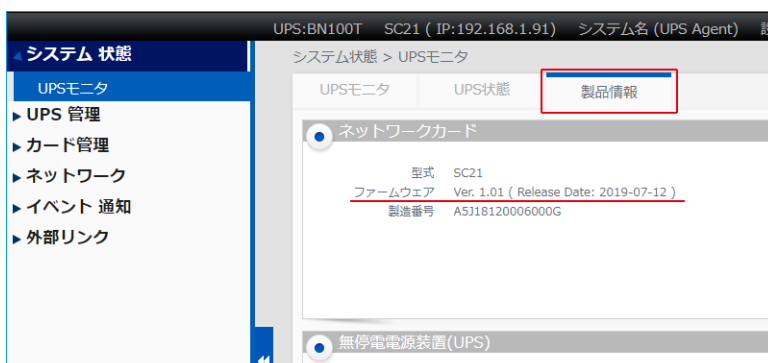 UPS:BN100T SC21 ( IP:192.168.1.91) システム名 (UPS Agent)
システム 状態
UPSモニタ
UPS 管理
カード管理
ネットワーク
イベント 通知
外部リンク
システム状態 > UPSモニタ
UPSモニタ UPS状態 製品情報
ネットワークカード
型式 SC21
ファームウェア Ver. 1.01 ( Release Date: 2019-07-12 )
製造番号 A5J18120006000G
無停電電源装置(UPS)